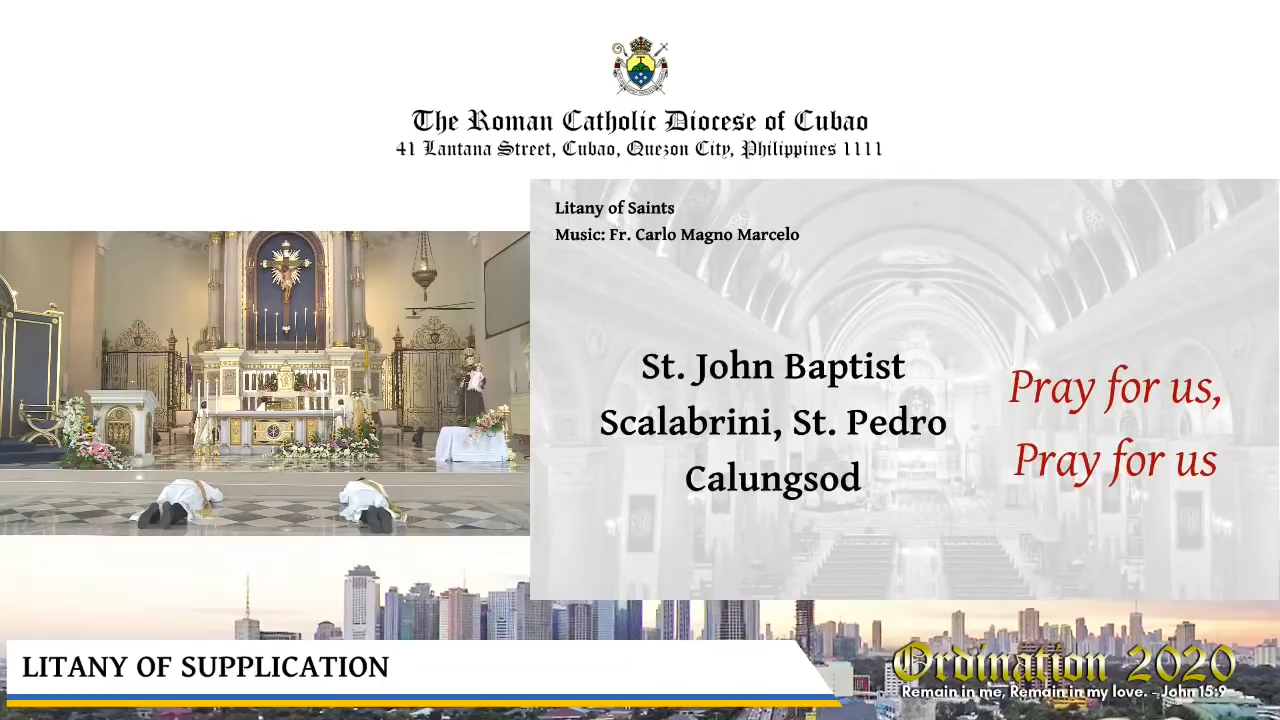 The Roman Catholic Diocese of Cubao
41 Lantana Street, Cubao, Quezon City, Philippines 1111
Litany of Saints
Music: Fr. Carlo Magno Marcelo
St. John Baptist
Scalabrini, St. Pedro
Calungsod
Pray for us,
Pray for us
LITANY OF SUPPLICATION
Ordination 2020
Remain in me, Remain in my love. - John 15:9